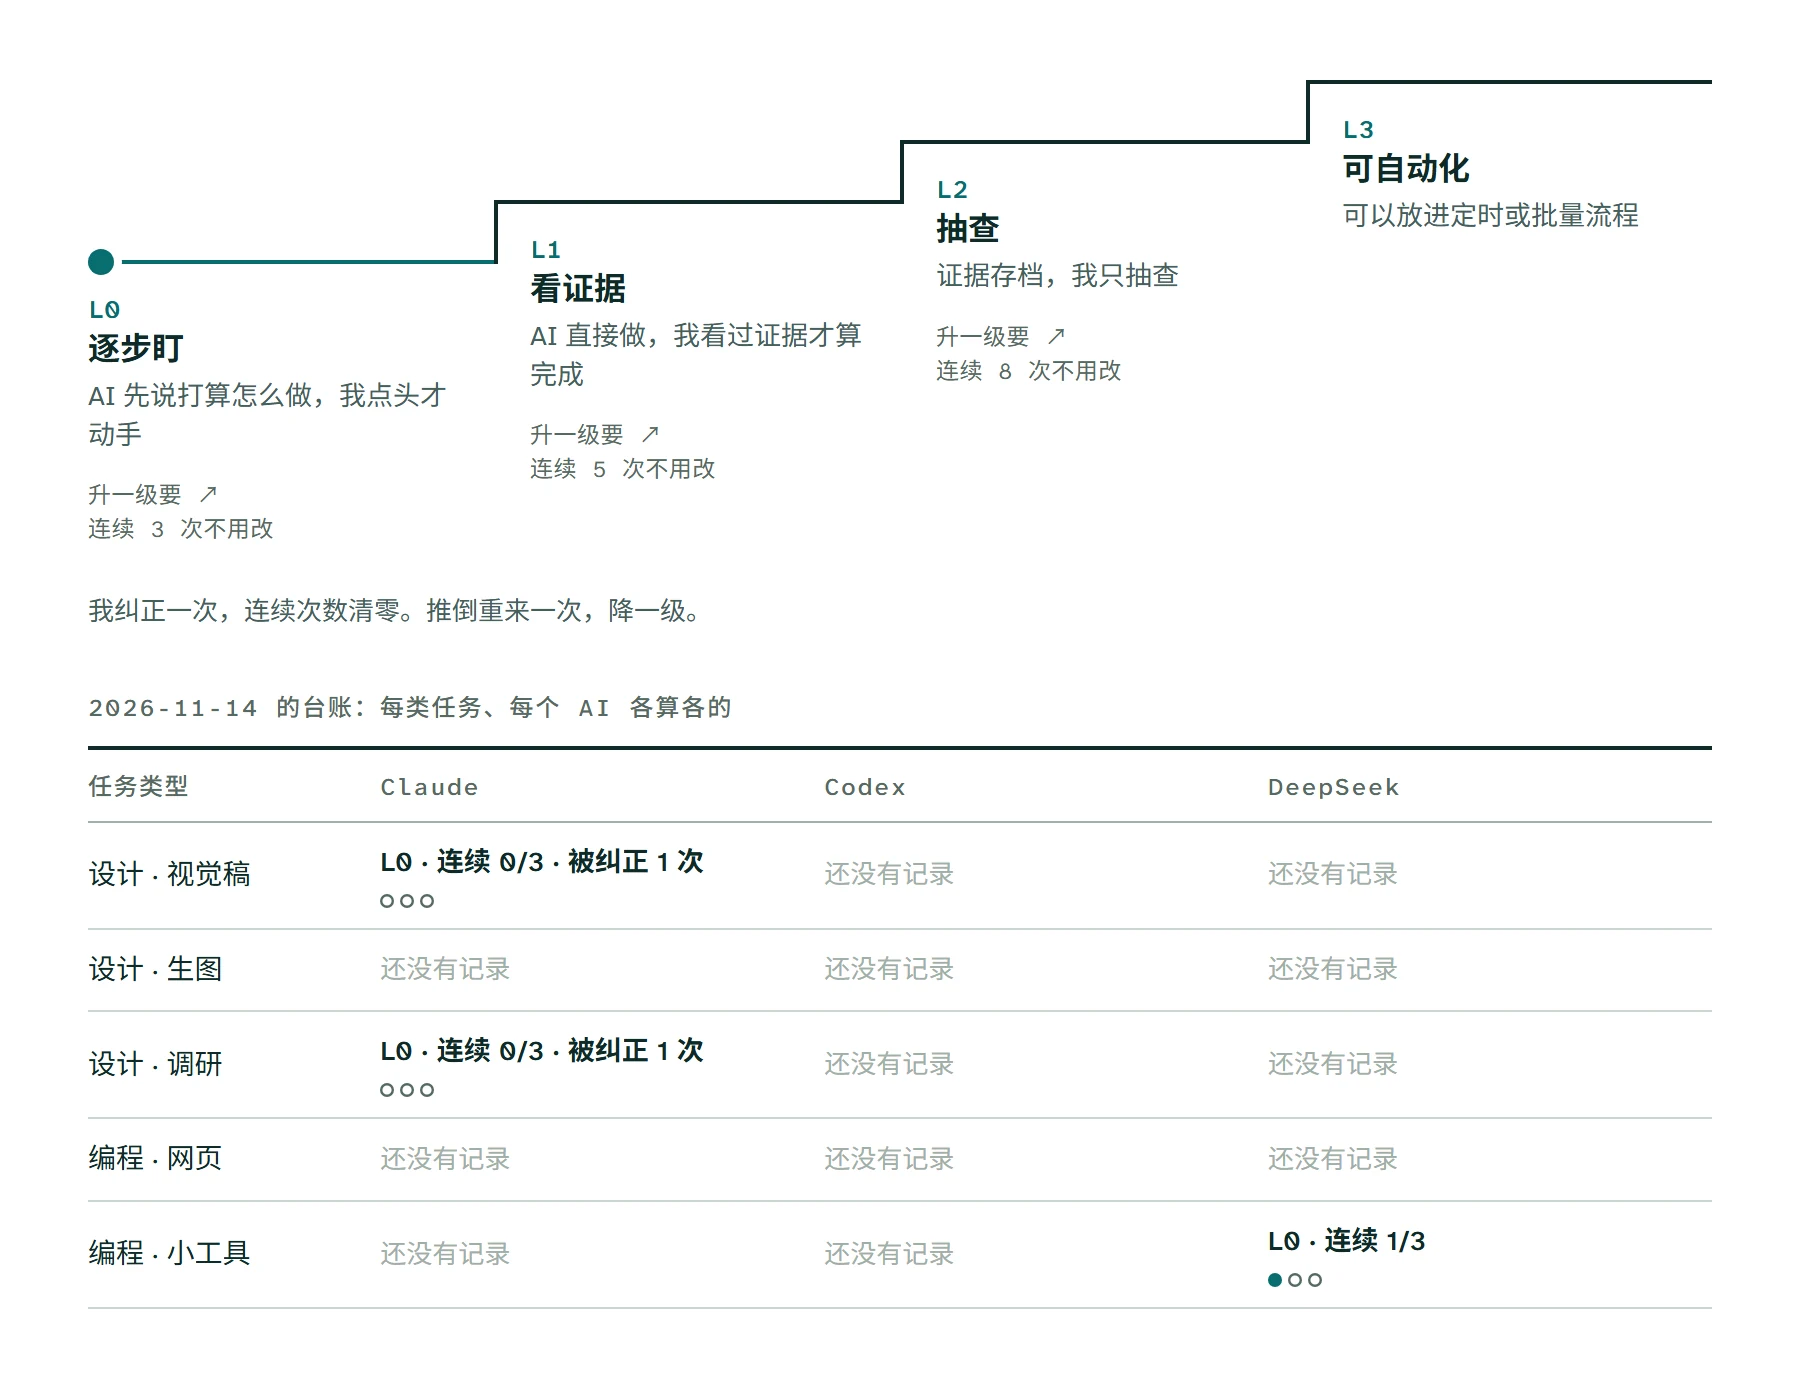 L0
逐步盯
AI 先说打算怎么做，我点头才
动手
升一级要 ↗
连续 3 次不用改
L1
看证据
AI 直接做，我看过证据才算
完成
升一级要 ↗
连续 5 次不用改
L2
抽查
证据存档，我只抽查
升一级要 ↗
连续 8 次不用改
L3
可自动化
可以放进定时或批量流程
我纠正一次，连续次数清零。推倒重来一次，降一级。
2026-11-14 的台账：每类任务、每个 AI 各算各的
任务类型 Claude Codex DeepSeek
设计 · 视觉稿 L0 · 连续 0/3 · 被纠正 1 次 还没有记录 还没有记录
设计 · 生图 还没有记录 还没有记录 还没有记录
设计 · 调研 L0 · 连续 0/3 · 被纠正 1 次 还没有记录 还没有记录
编程 · 网页 还没有记录 还没有记录 还没有记录
编程 · 小工具 还没有记录 还没有记录 L0 · 连续 1/3